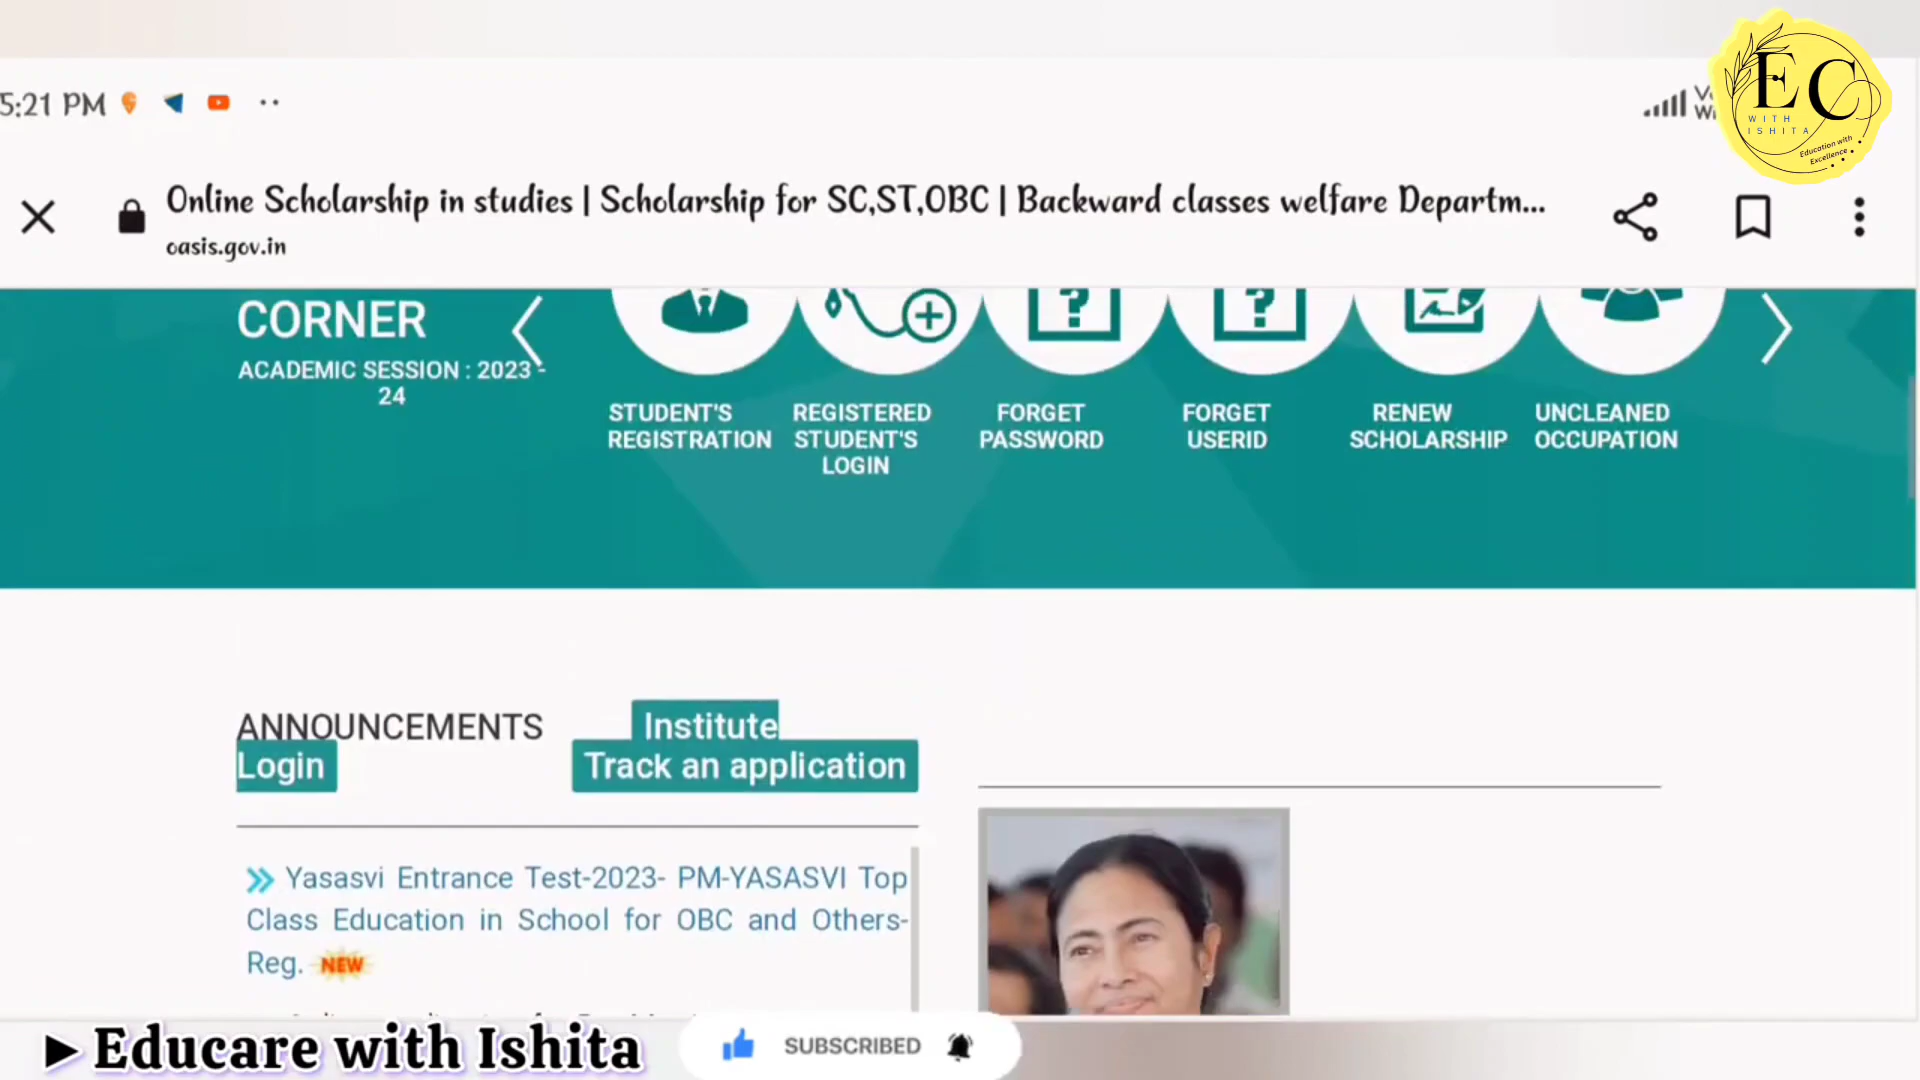 5:21 PM
EC
WITH
ISHITA
Education with
Excellence
Online Scholarship in studies | Scholarship for SC,ST,OBC | Backward classes welfare Departm...
oasis.gov.in
CORNER
ACADEMIC SESSION : 2023 -
24
STUDENT'S
REGISTRATION
REGISTERED
STUDENT'S
LOGIN
FORGET
PASSWORD
FORGET
USERID
RENEW
SCHOLARSHIP
UNCLEANED
OCCUPATION
ANNOUNCEMENTS Institute
Login Track an application
Yasasvi Entrance Test-2023- PM-YASASVI Top
Class Education in School for OBC and Others-
Reg. NEW
Educare with Ishita
SUBSCRIBED